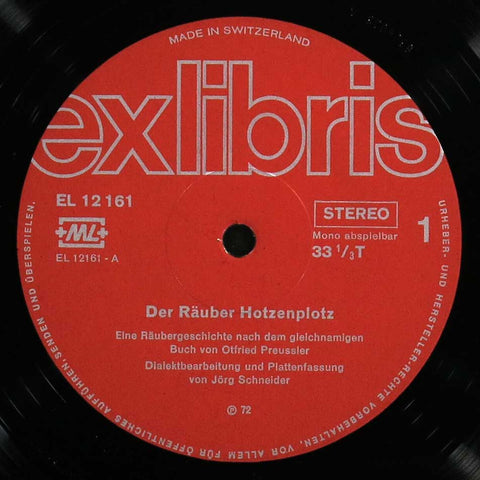 MADE IN SWITZERLAND
exlibris
EL 12 161
+ML+
EL 12161 - A
STEREO
Mono abspielbar
33 1/3T
1
Der Räuber Hotzenplotz
Eine Räubergeschichte nach dem gleichnamigen
Buch von Otfried Preussler
Dialektbearbeitung und Plattenfassung
von Jörg Schneider
℗ 72
URHEBER- UND HERSTELLER-RECHTE VORBEHALTEN, VOR ALLEM FÜR ÖFFENTLICHES AUFFÜHREN, SENDEN UND ÜBERSPIELEN.